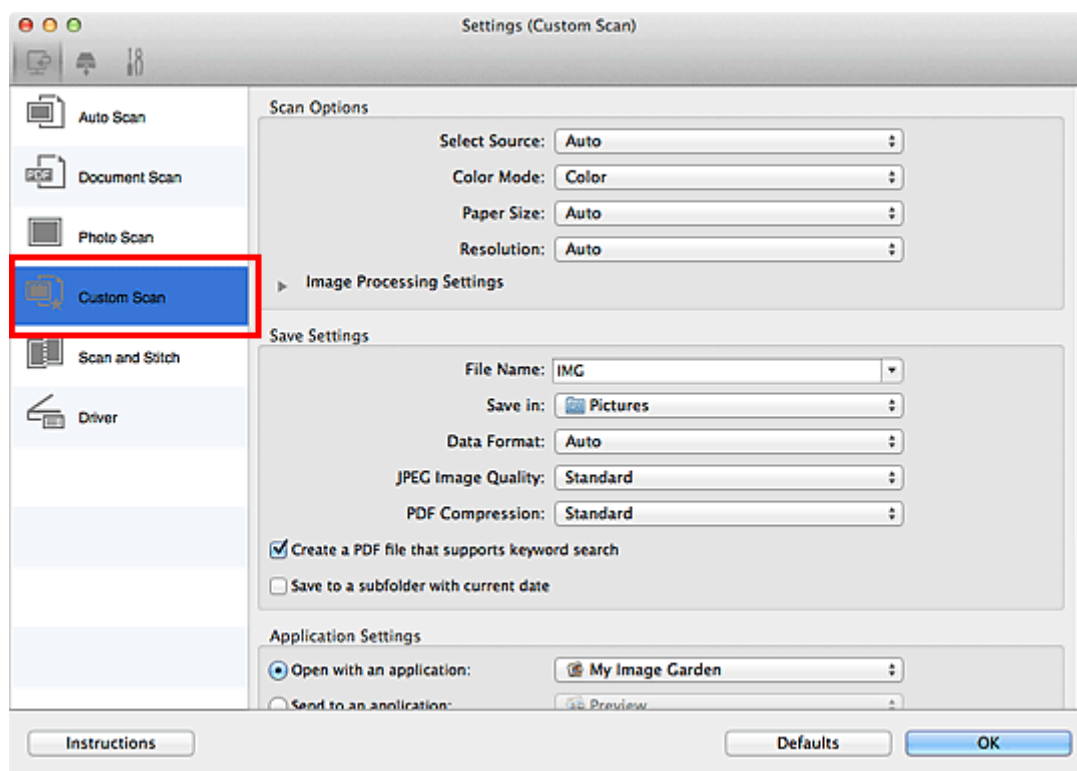 Settings (Custom Scan)
Auto Scan
PDF
Document Scan
Photo Scan
Custom Scan
Scan and Stitch
Driver
Scan Options
Select Source: Auto
Color Mode: Color
Paper Size: Auto
Resolution: Auto
Image Processing Settings
Save Settings
File Name: IMG
Save in: Pictures
Data Format: Auto
JPEG Image Quality: Standard
PDF Compression: Standard
Create a PDF file that supports keyword search
Save to a subfolder with current date
Application Settings
Open with an application: My Image Garden
Send to an application: Preview
Instructions Defaults OK